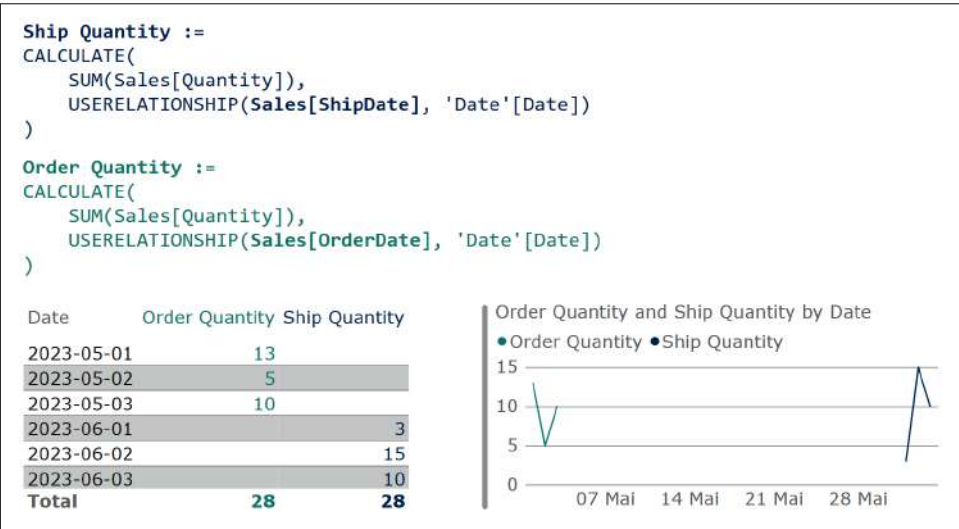 Ship Quantity :=
CALCULATE(
    SUM(Sales[Quantity]),
    USERELATIONSHIP(Sales[ShipDate], 'Date'[Date])
)
Order Quantity :=
CALCULATE(
    SUM(Sales[Quantity]),
    USERELATIONSHIP(Sales[OrderDate], 'Date'[Date])
)
Date Order Quantity Ship Quantity
2023-05-01 13
2023-05-02 5
2023-05-03 10
2023-06-01 3
2023-06-02 15
2023-06-03 10
Total 28 28
Order Quantity and Ship Quantity by Date
●Order Quantity ●Ship Quantity
15
10
5
0
07 Mai 14 Mai 21 Mai 28 Mai